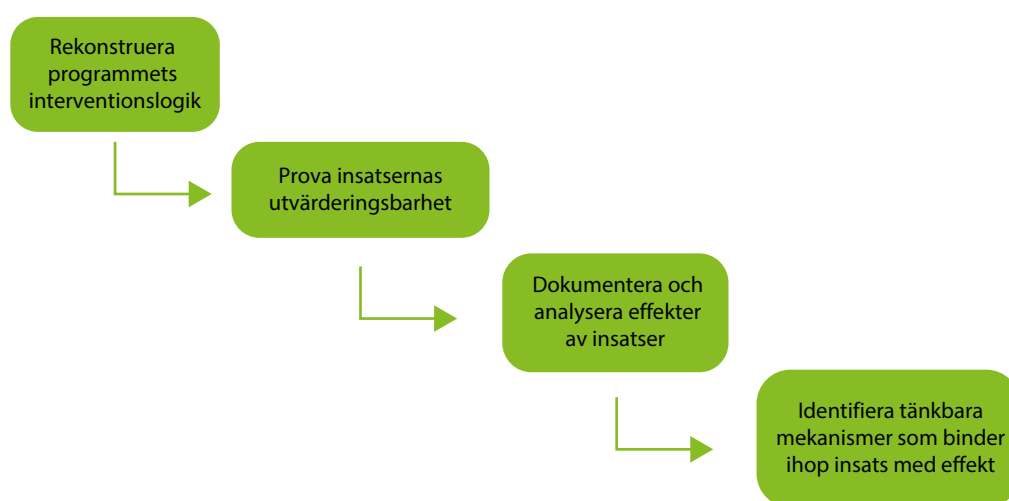 Rekonstruera
programmets
interventionslogik
Prova insatsernas
utvärderingsbarhet
Dokumentera och
analysera effekter
av insatser
Identifiera tänkbara
mekanismer som binder
ihop insats med effekt